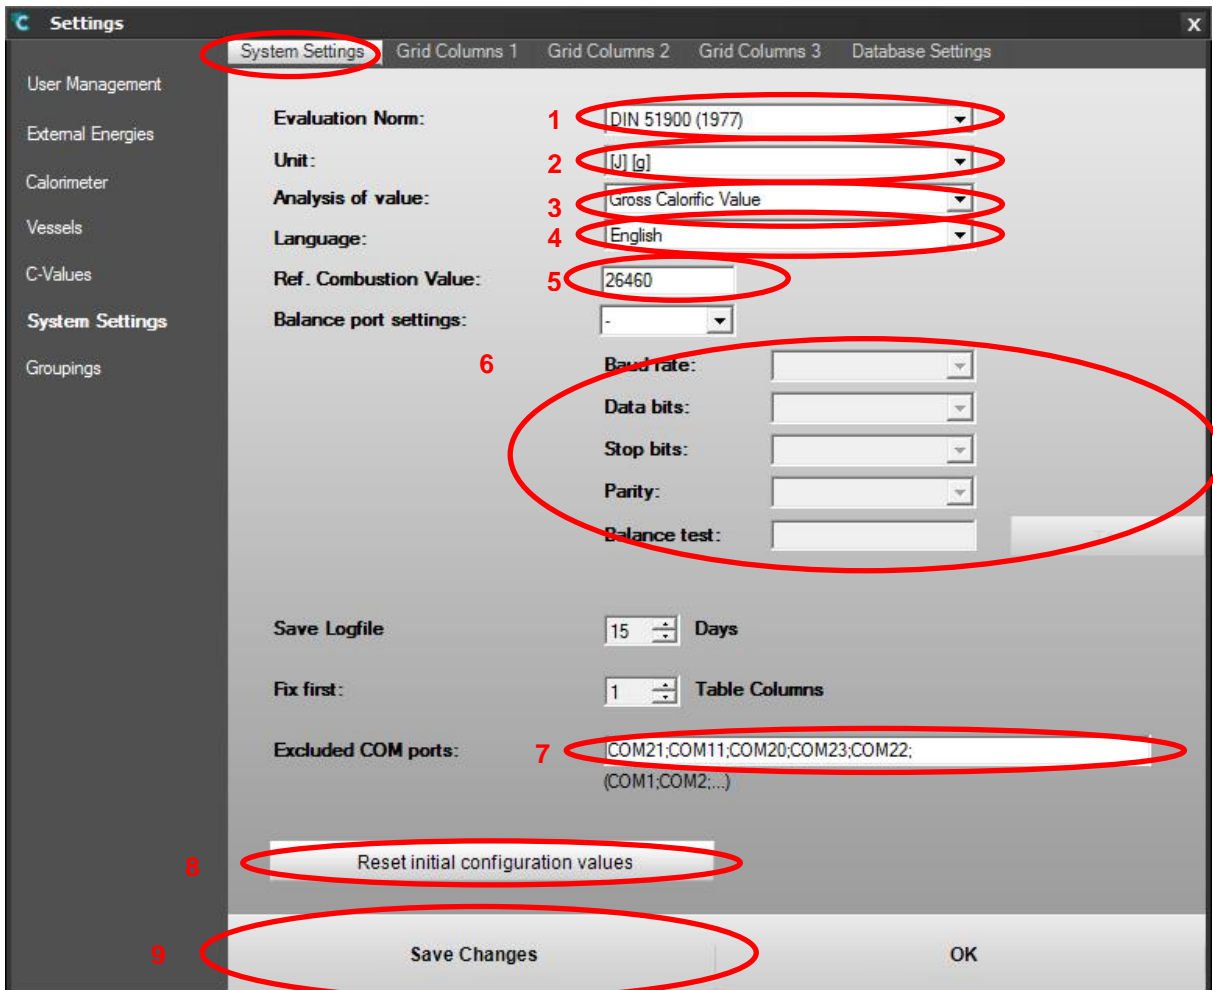 Settings X
System Settings Grid Columns 1 Grid Columns 2 Grid Columns 3 Database Settings
User Management
External Energies
Calorimeter
Vessels
C-Values
System Settings
Groupings
Evaluation Norm: 1 DIN 51900 (1977)
Unit: 2 [J] [g]
Analysis of value: 3 Gross Calorific Value
Language: 4 English
Ref. Combustion Value: 5 26460
Balance port settings: -
6 Baud rate:
Data bits:
Stop bits:
Parity:
Balance test:
Save Logfile 15 Days
Fix first: 1 Table Columns
Excluded COM ports: 7 COM21;COM11;COM20;COM23;COM22;
(COM1;COM2;...)
8 Reset initial configuration values
9 Save Changes OK